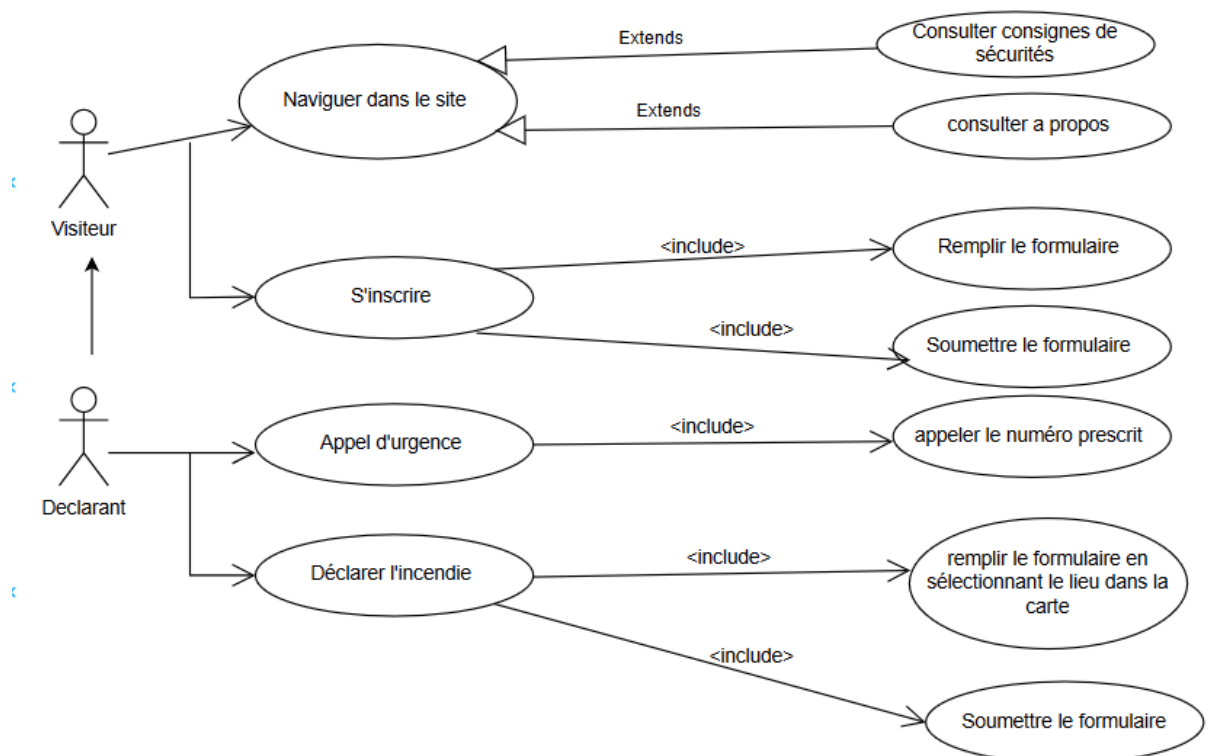 Extends
Consulter consignes de
sécurités
Naviguer dans le site
Extends
consulter a propos
Visiteur
<include>
Remplir le formulaire
S'inscrire
<include>
Soumettre le formulaire
Appel d'urgence
<include>
appeler le numéro prescrit
Declarant
Déclarer l'incendie
<include>
remplir le formulaire en
sélectionnant le lieu dans la
carte
<include>
Soumettre le formulaire